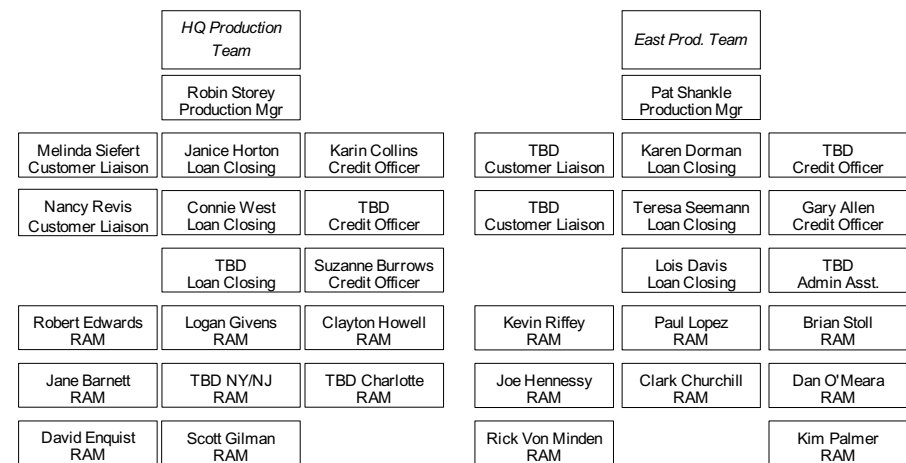 HQ Production
Team
East Prod. Team
Robin Storey
Production Mgr
Pat Shankle
Production Mgr
Melinda Siefert
Customer Liaison
Janice Horton
Loan Closing
Karin Collins
Credit Officer
TBD
Customer Liaison
Karen Dorman
Loan Closing
TBD
Credit Officer
Nancy Revis
Customer Liaison
Connie West
Loan Closing
TBD
Credit Officer
TBD
Customer Liaison
Teresa Seemann
Loan Closing
Gary Allen
Credit Officer
TBD
Loan Closing
Suzanne Burrows
Credit Officer
Lois Davis
Loan Closing
TBD
Admin Asst.
Robert Edwards
RAM
Logan Givens
RAM
Clayton Howell
RAM
Kevin Riffey
RAM
Paul Lopez
RAM
Brian Stoll
RAM
Jane Barnett
RAM
TBD NY/NJ
RAM
TBD Charlotte
RAM
Joe Hennessy
RAM
Clark Churchill
RAM
Dan O'Meara
RAM
David Enquist
RAM
Scott Gilman
RAM
Rick Von Minden
RAM
Kim Palmer
RAM